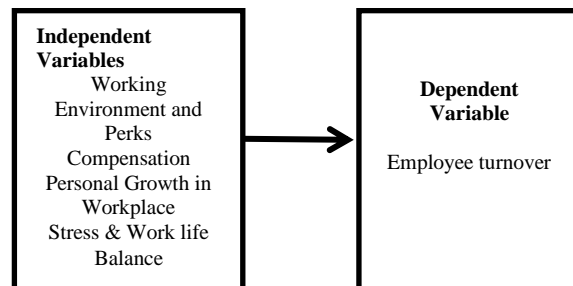 Independent
Variables
Working
Environment and
Perks
Compensation
Personal Growth in
Workplace
Stress & Work life
Balance
Dependent
Variable
Employee turnover